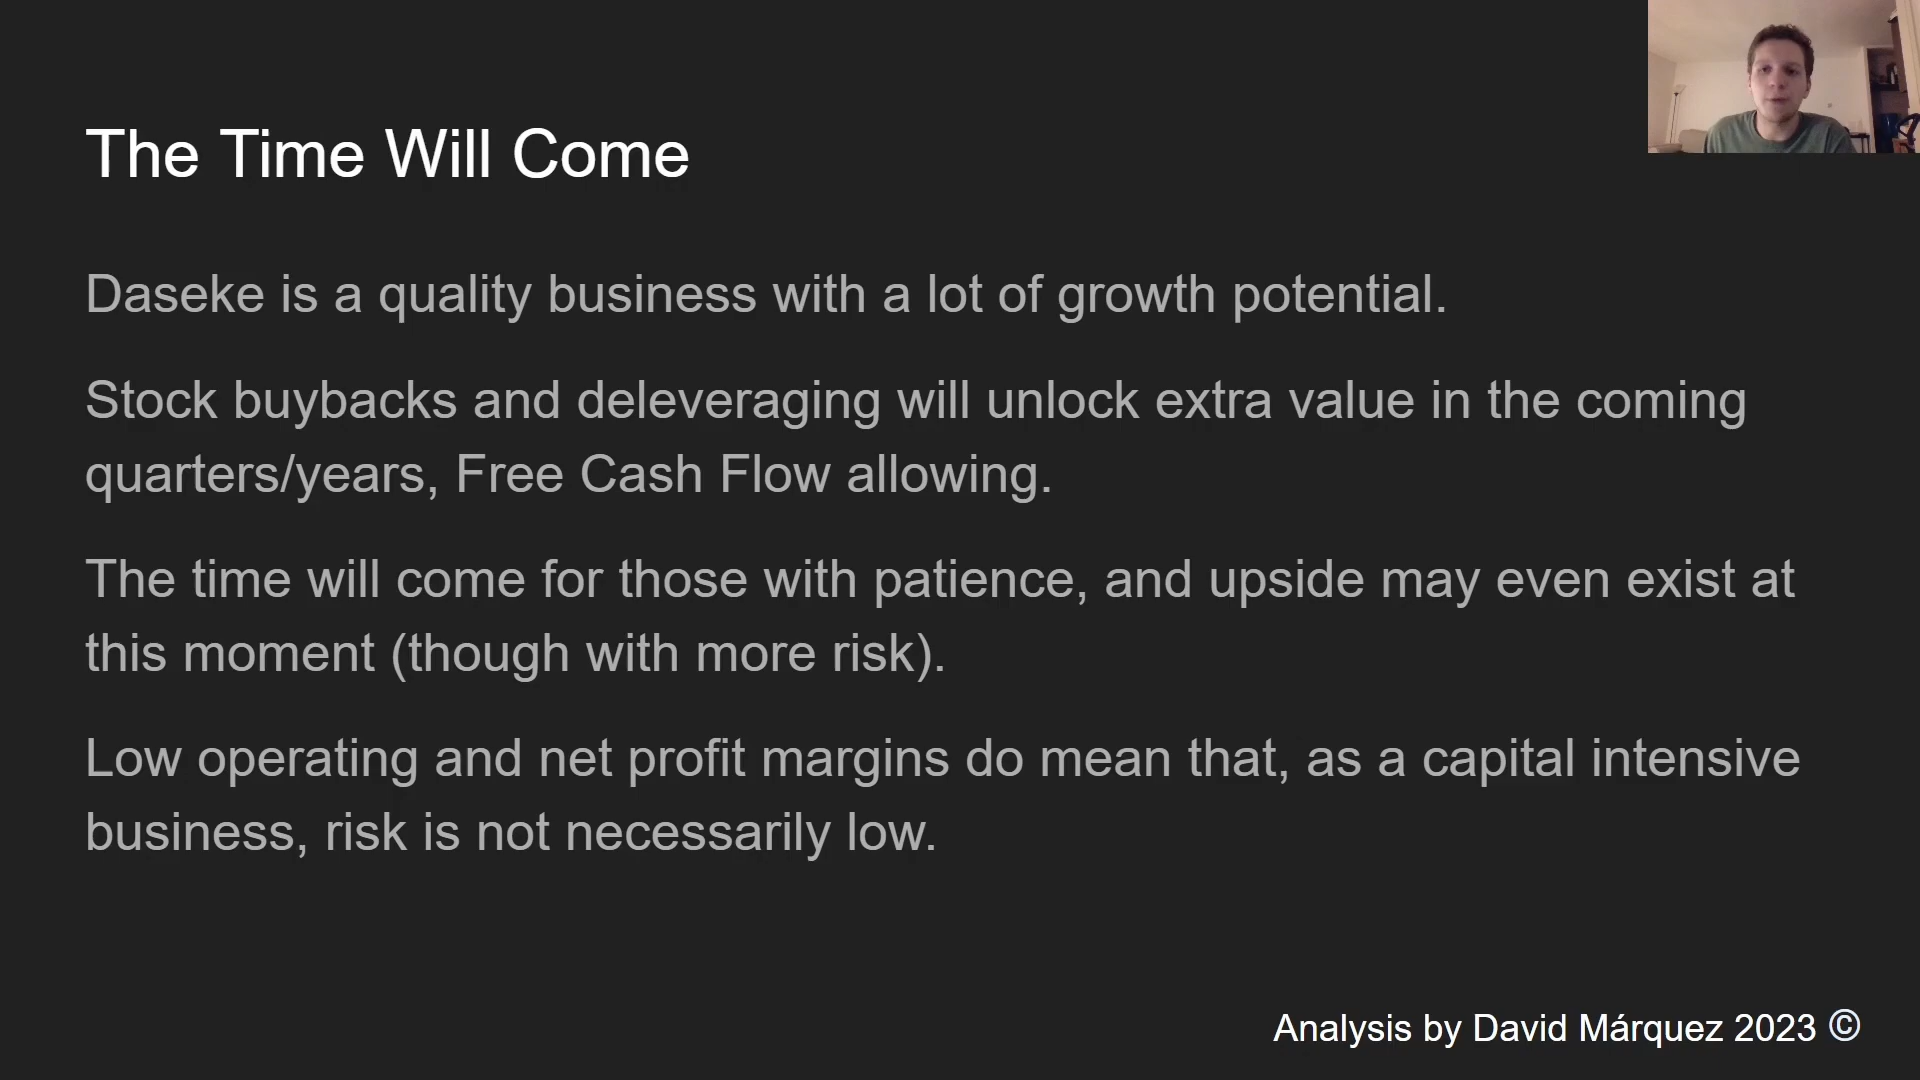 The Time Will Come
Daseke is a quality business with a lot of growth potential.
Stock buybacks and deleveraging will unlock extra value in the coming
quarters/years, Free Cash Flow allowing.
The time will come for those with patience, and upside may even exist at
this moment (though with more risk).
Low operating and net profit margins do mean that, as a capital intensive
business, risk is not necessarily low.
Analysis by David Márquez 2023 ©